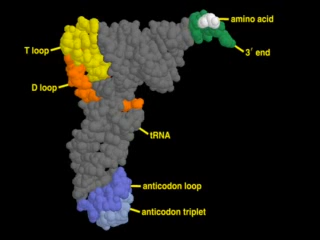 amino acid
T loop
3′ end
D loop
tRNA
anticodon loop
anticodon triplet